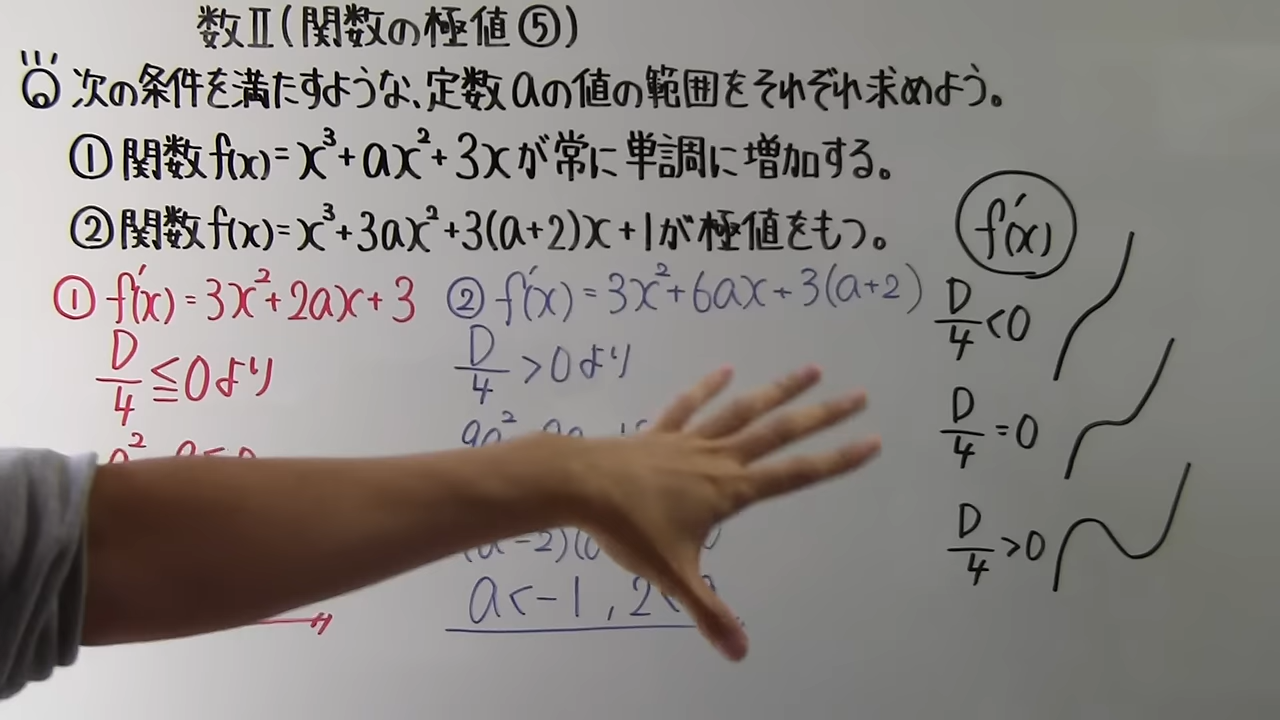 数Ⅱ(関数の極値⑤)
Q 次の条件を満たすような、定数aの値の範囲をそれぞれ求めよう。
①関数f(x)=x³+ax²+3xが常に単調に増加する。
②関数f(x)=x³+3ax²+3(a+2)x+1が極値をもつ。
①f'(x)=3x²+2ax+3
D/4≦0より
②f'(x)=3x²+6ax+3(a+2)
D/4>0より
9a²
(a-2)(a
a<-1,2<
f'(x)
D/4<0
D/4=0
D/4>0